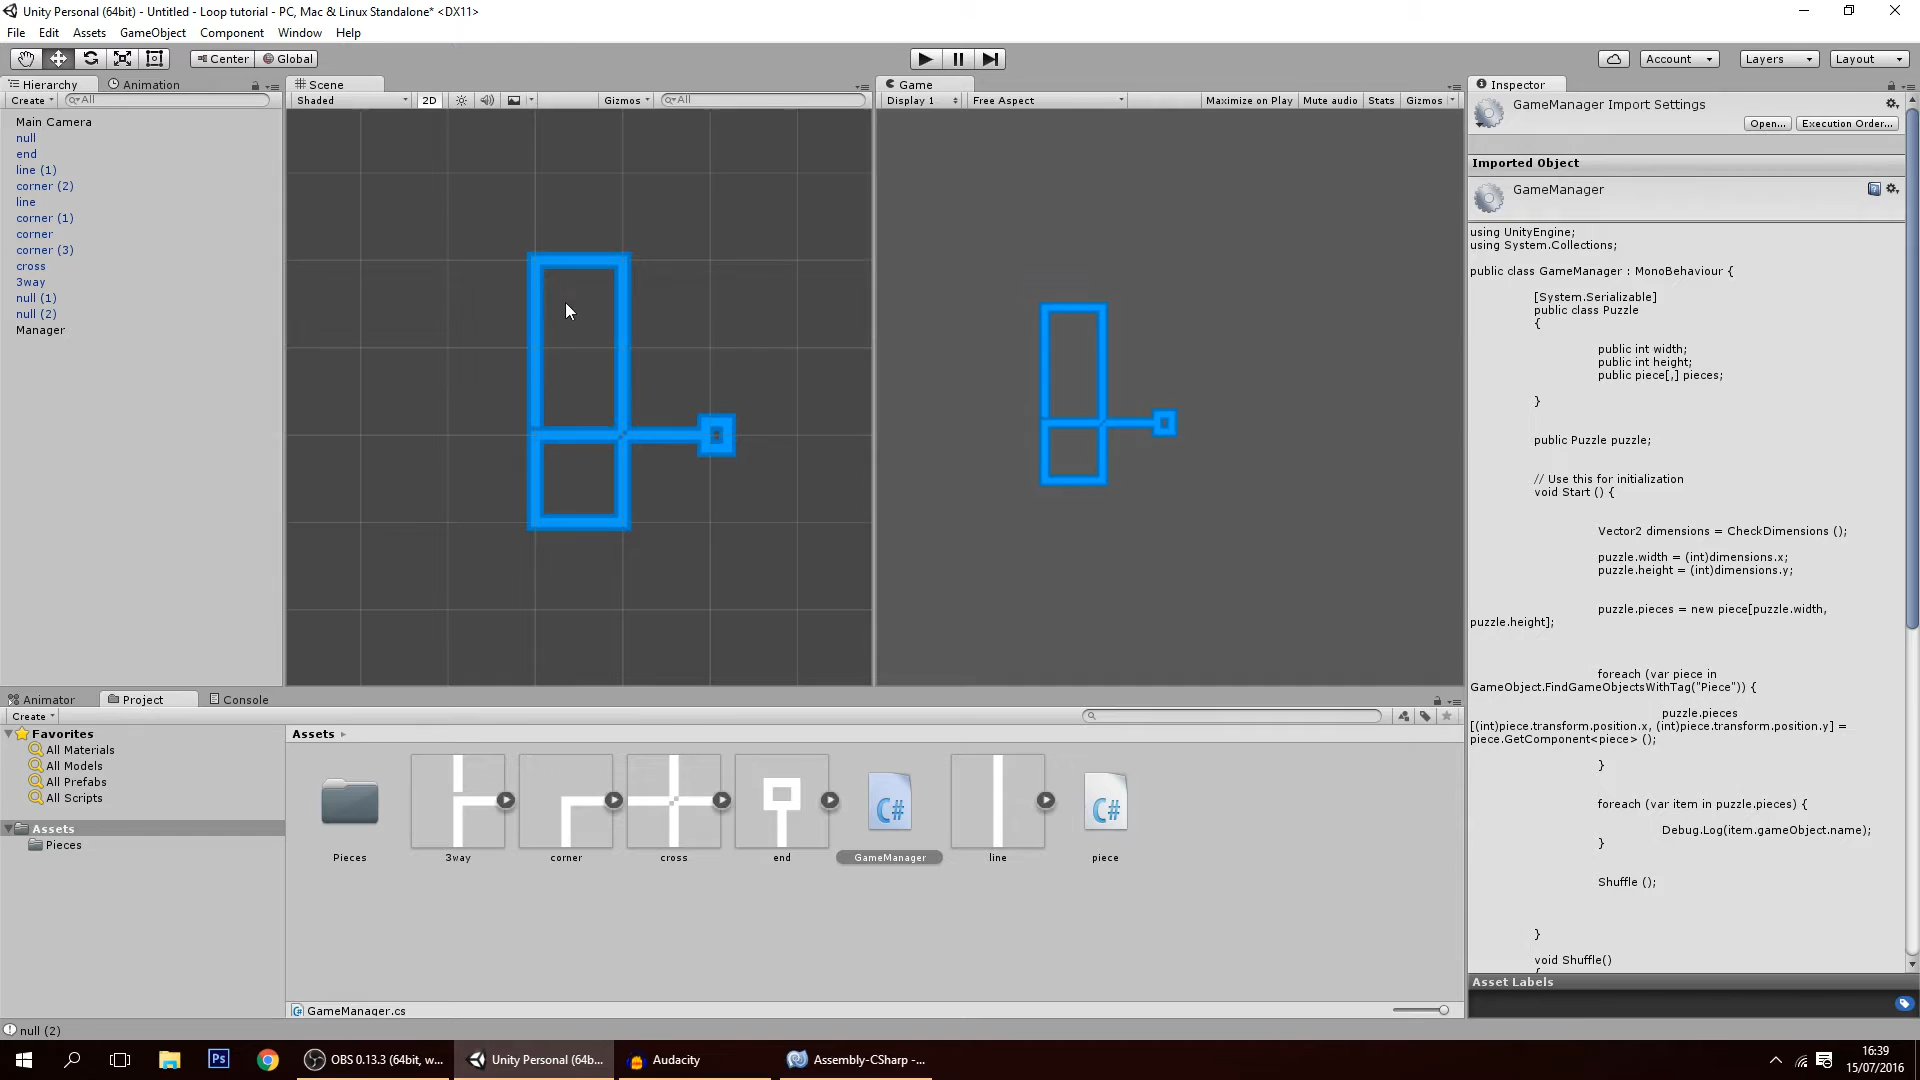 Unity Personal (64bit) - Untitled - Loop tutorial - PC, Mac & Linux Standalone* <DX11>
File Edit Assets GameObject Component Window Help
Center Global Account Layers Layout
Hierarchy Animation Scene Game Inspector
Create All Shaded 2D Gizmos All Display 1 Free Aspect Maximize on Play Mute audio Stats Gizmos
GameManager Import Settings
Open... Execution Order...
Main Camera
null
end
line (1)
corner (2)
line
corner (1)
corner
corner (3)
cross
3way
null (1)
null (2)
Manager
Imported Object
GameManager
using UnityEngine;
using System.Collections;
public class GameManager : MonoBehaviour {
[System.Serializable]
public class Puzzle
{
public int width;
public int height;
public piece[,] pieces;
}
public Puzzle puzzle;
// Use this for initialization
void Start () {
Vector2 dimensions = CheckDimensions ();
puzzle.width = (int)dimensions.x;
puzzle.height = (int)dimensions.y;
puzzle.pieces = new piece[puzzle.width,
puzzle.height];
foreach (var piece in
GameObject.FindGameObjectsWithTag("Piece")) {
puzzle.pieces
[(int)piece.transform.position.x, (int)piece.transform.position.y] =
piece.GetComponent<piece> ();
}
foreach (var item in puzzle.pieces) {
Debug.Log(item.gameObject.name);
}
Shuffle ();
}
void Shuffle()
{
Asset Labels
Animator Project Console
Create
Favorites
All Materials
All Models
All Prefabs
All Scripts
Assets
Pieces
Assets
Pieces 3way corner cross end GameManager line piece
GameManager.cs
null (2)
OBS 0.13.3 (64bit, w... Unity Personal (64b... Audacity Assembly-CSharp -...
16:39
15/07/2016